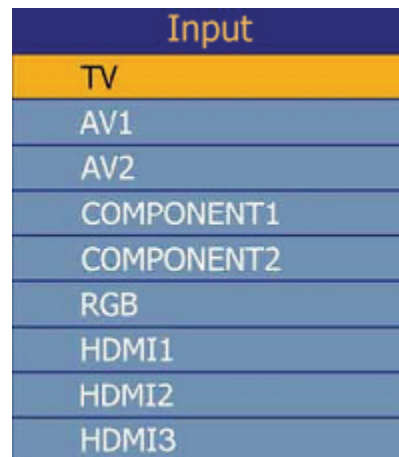 Input
TV
AV1
AV2
COMPONENT1
COMPONENT2
RGB
HDMI1
HDMI2
HDMI3